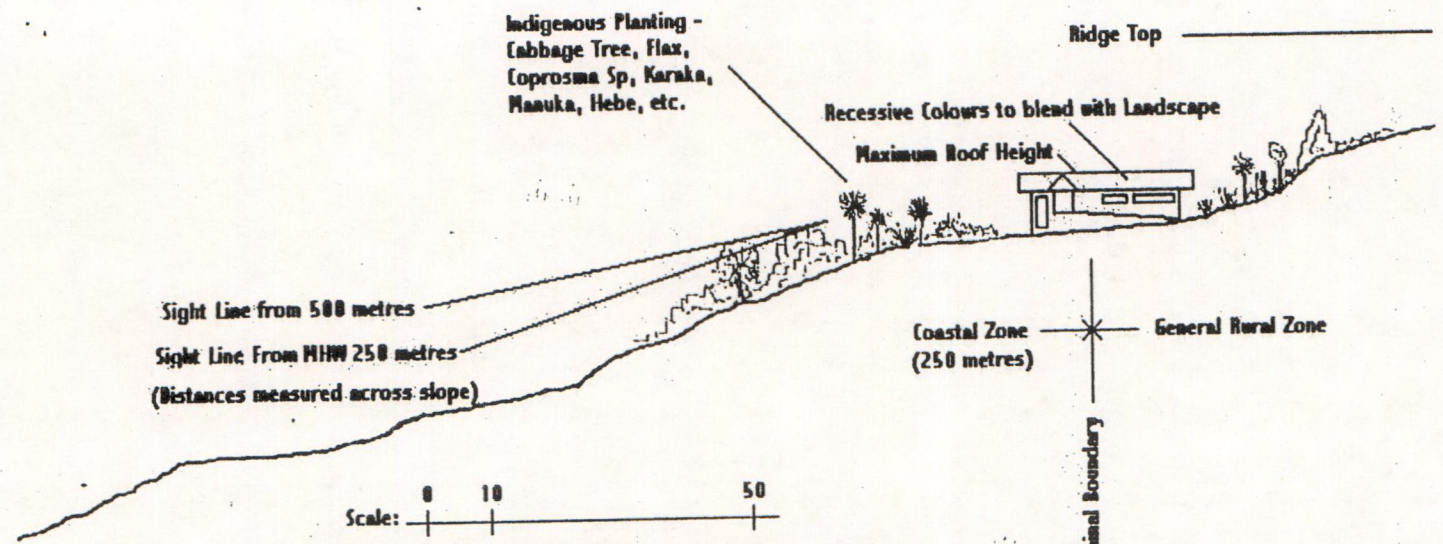 Indigenous Planting -
Cabbage Tree, Flax,
Coprosma Sp, Karaka,
Manuka, Hebe, etc.
Ridge Top
Recessive Colours to blend with Landscape
Maximum Roof Height
Sight Line from 500 metres
Sight Line From MHW 250 metres
(Distances measured across slope)
Coastal Zone
(250 metres)
General Rural Zone
Boundary
0 10 50
Scale: